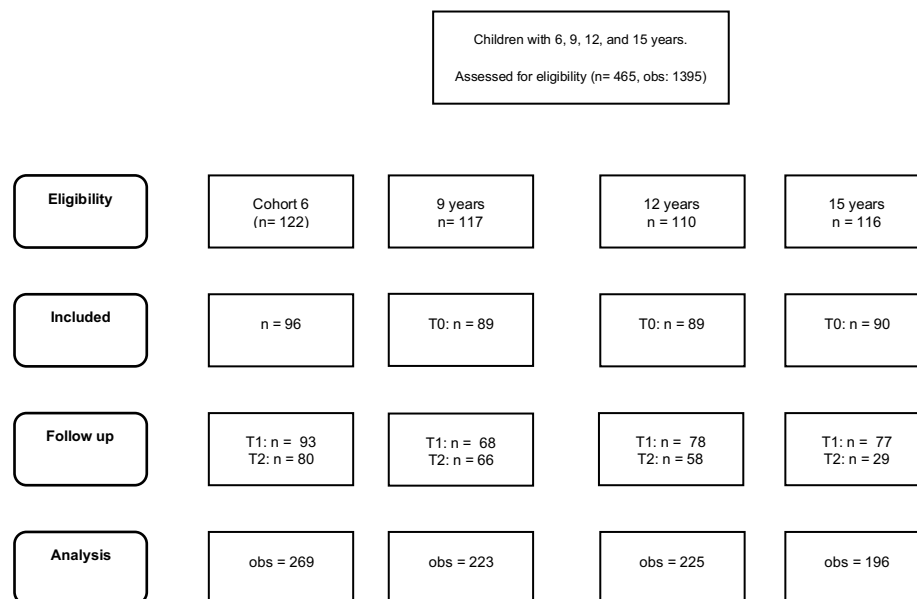 Children with 6, 9, 12, and 15 years.
Assessed for eligibility (n= 465, obs: 1395)
Eligibility
Cohort 6
(n= 122)
9 years
n= 117
12 years
n = 110
15 years
n = 116
Included
n = 96
T0: n = 89
T0: n = 89
T0: n = 90
Follow up
T1: n = 93
T2: n = 80
T1: n = 68
T2: n = 66
T1: n = 78
T2: n = 58
T1: n = 77
T2: n = 29
Analysis
obs = 269
obs = 223
obs = 225
obs = 196